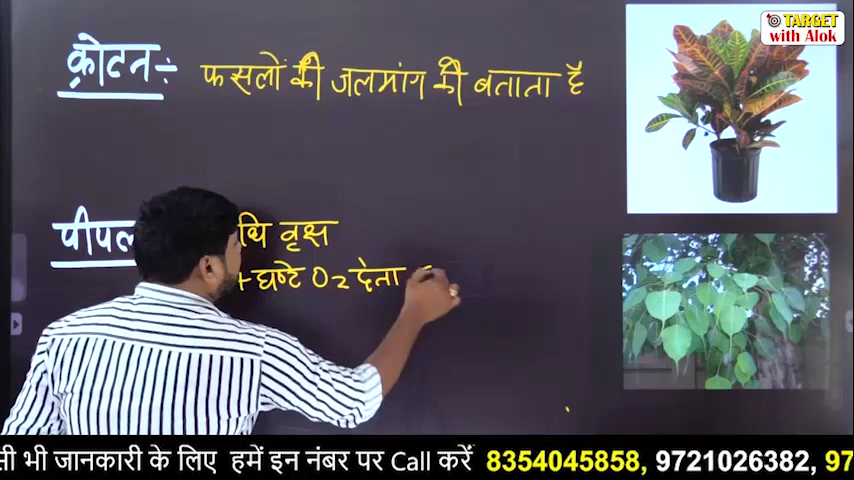 TARGET
with Alok
क्रोटन:- फसलों की जलमांग की बताता है
पीपल
धि वृक्ष
+ घण्टे O₂ देता
सी भी जानकारी के लिए हमें इन नंबर पर Call करें 8354045858, 9721026382, 97